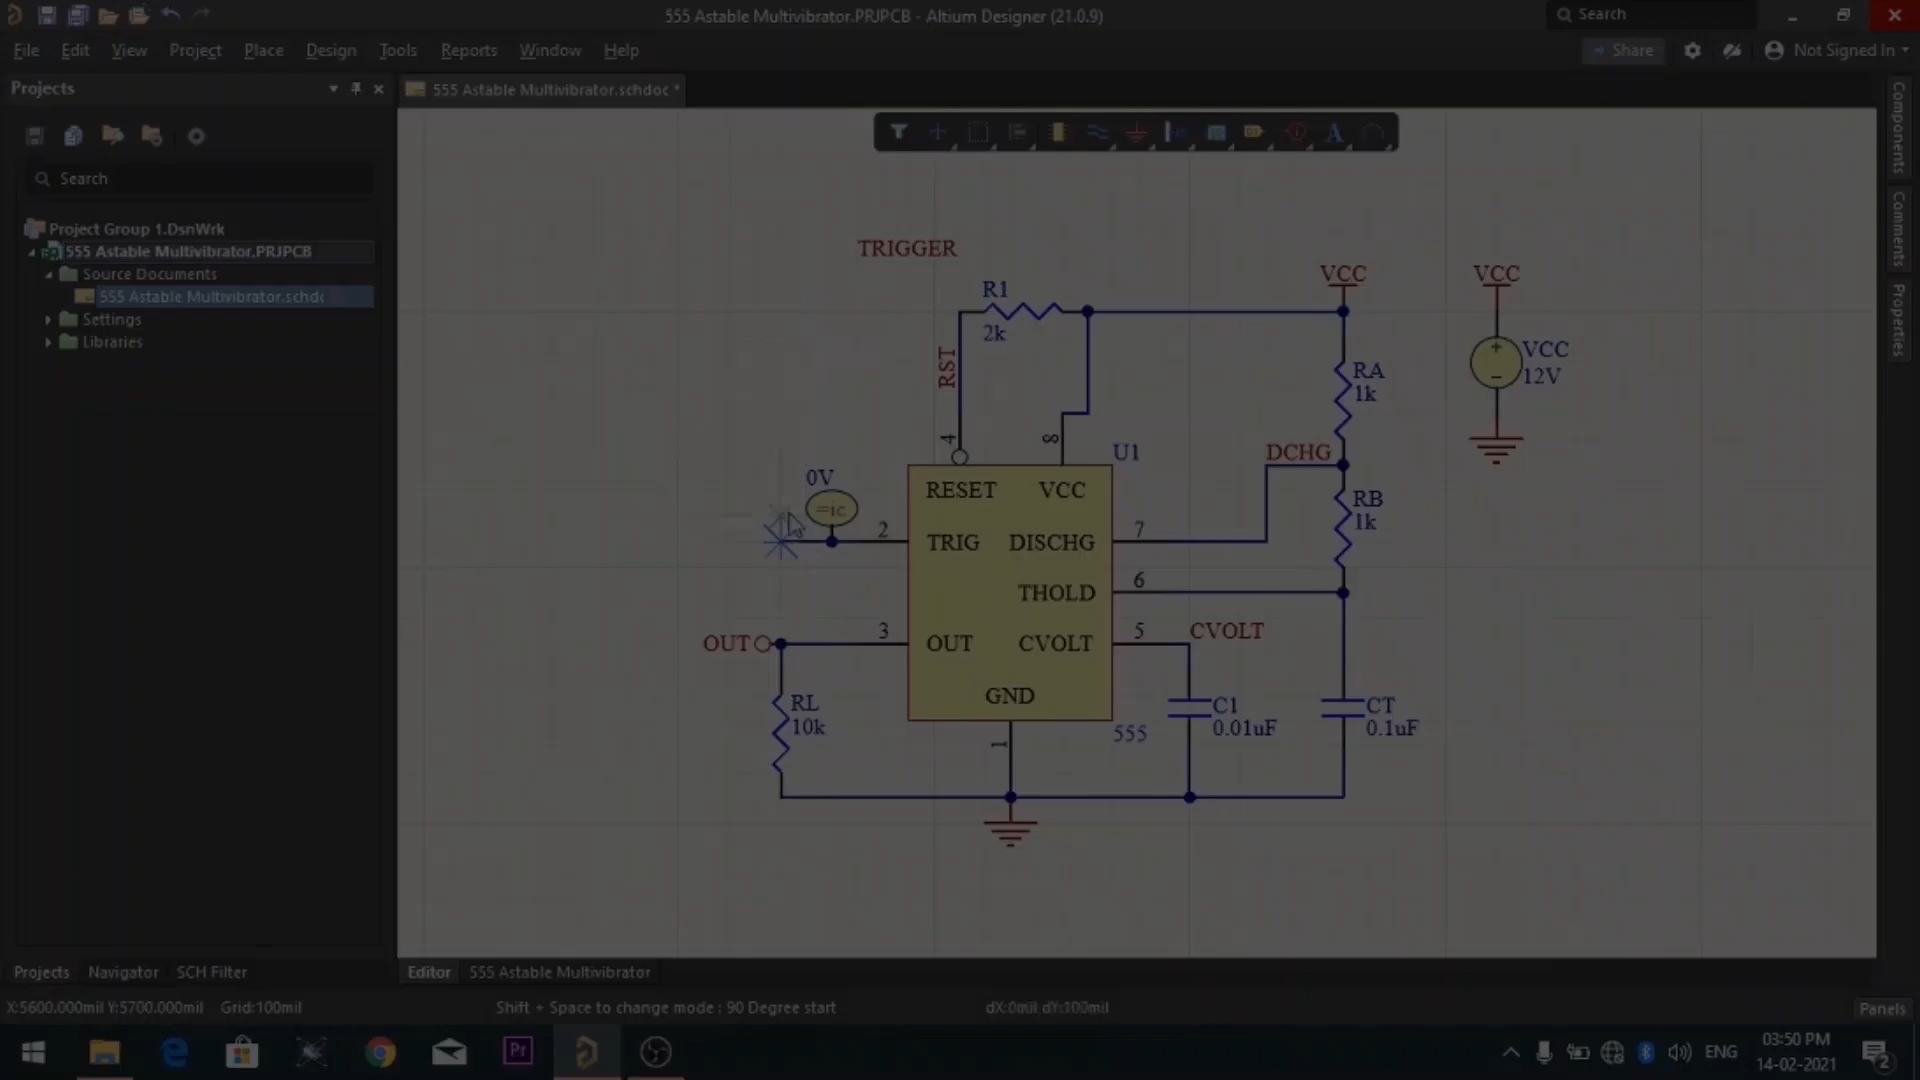 555 Astable Multivibrator.PRJPCB - Altium Designer (21.0.9)
Search
File Edit View Project Place Design Tools Reports Window Help
Share
Not Signed In
Projects
555 Astable Multivibrator.schdoc *
Search
Project Group 1.DsnWrk
555 Astable Multivibrator.PRJPCB
Source Documents
555 Astable Multivibrator.schdc
Settings
Libraries
TRIGGER
VCC
VCC
R1
2k
RST
RA
1k
VCC
12V
4
8
U1
DCHG
0V
=ic
RESET
VCC
RB
1k
2
TRIG
DISCHG
7
THOLD
6
OUT
3
OUT
CVOLT
5
CVOLT
GND
RL
10k
C1
0.01uF
CT
0.1uF
1
555
Components
Comments
Properties
Projects Navigator SCH Filter
Editor 555 Astable Multivibrator
X:5600.000mil Y:5700.000mil Grid:100mil
Shift + Space to change mode : 90 Degree start
dX:0mil dY:100mil
Panels
Pr
ENG
03:50 PM
14-02-2021
2